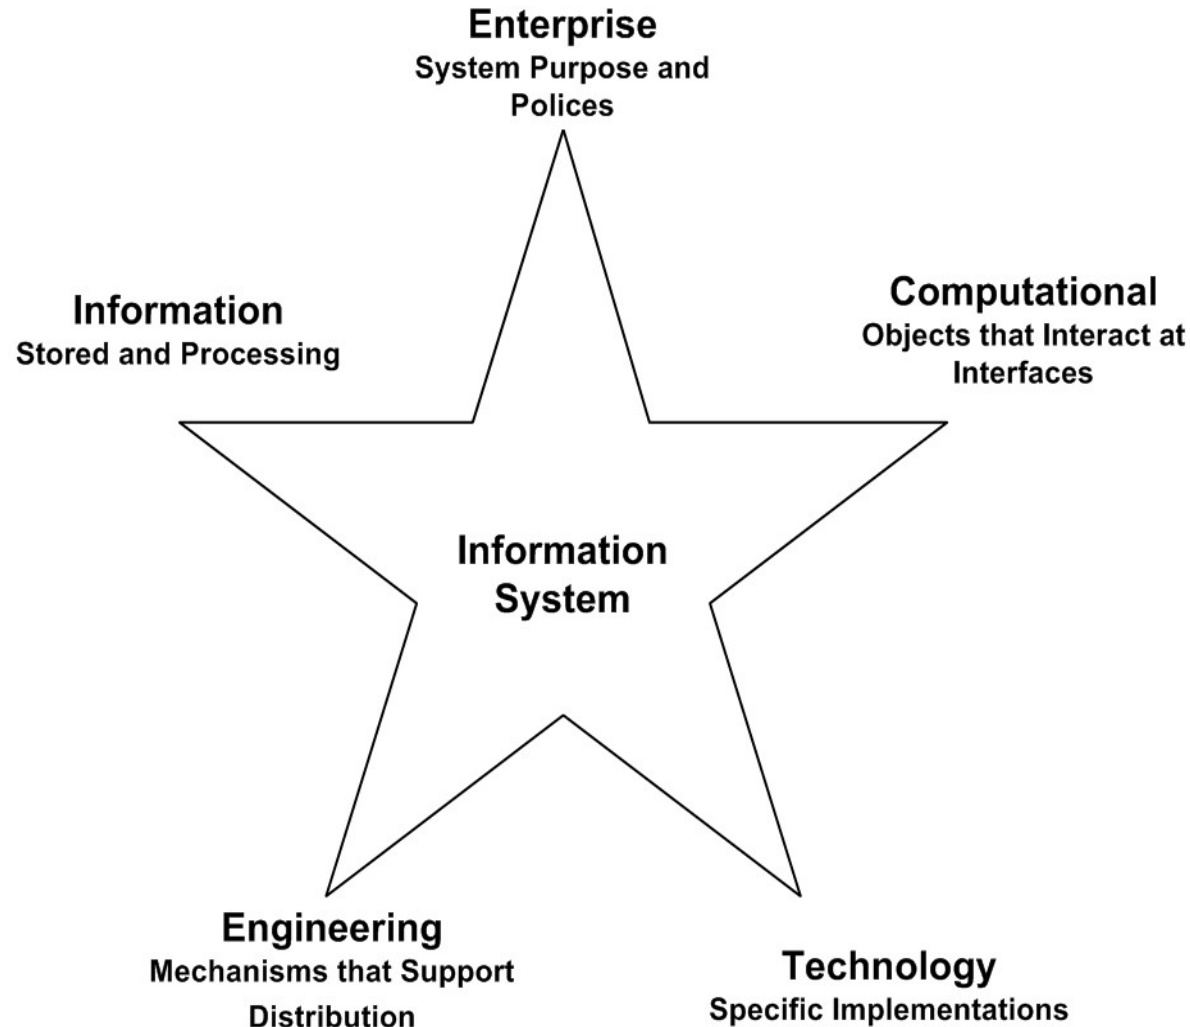 Enterprise
System Purpose and
Polices
Information
Stored and Processing
Computational
Objects that Interact at
Interfaces
Information
System
Engineering
Mechanisms that Support
Distribution
Technology
Specific Implementations